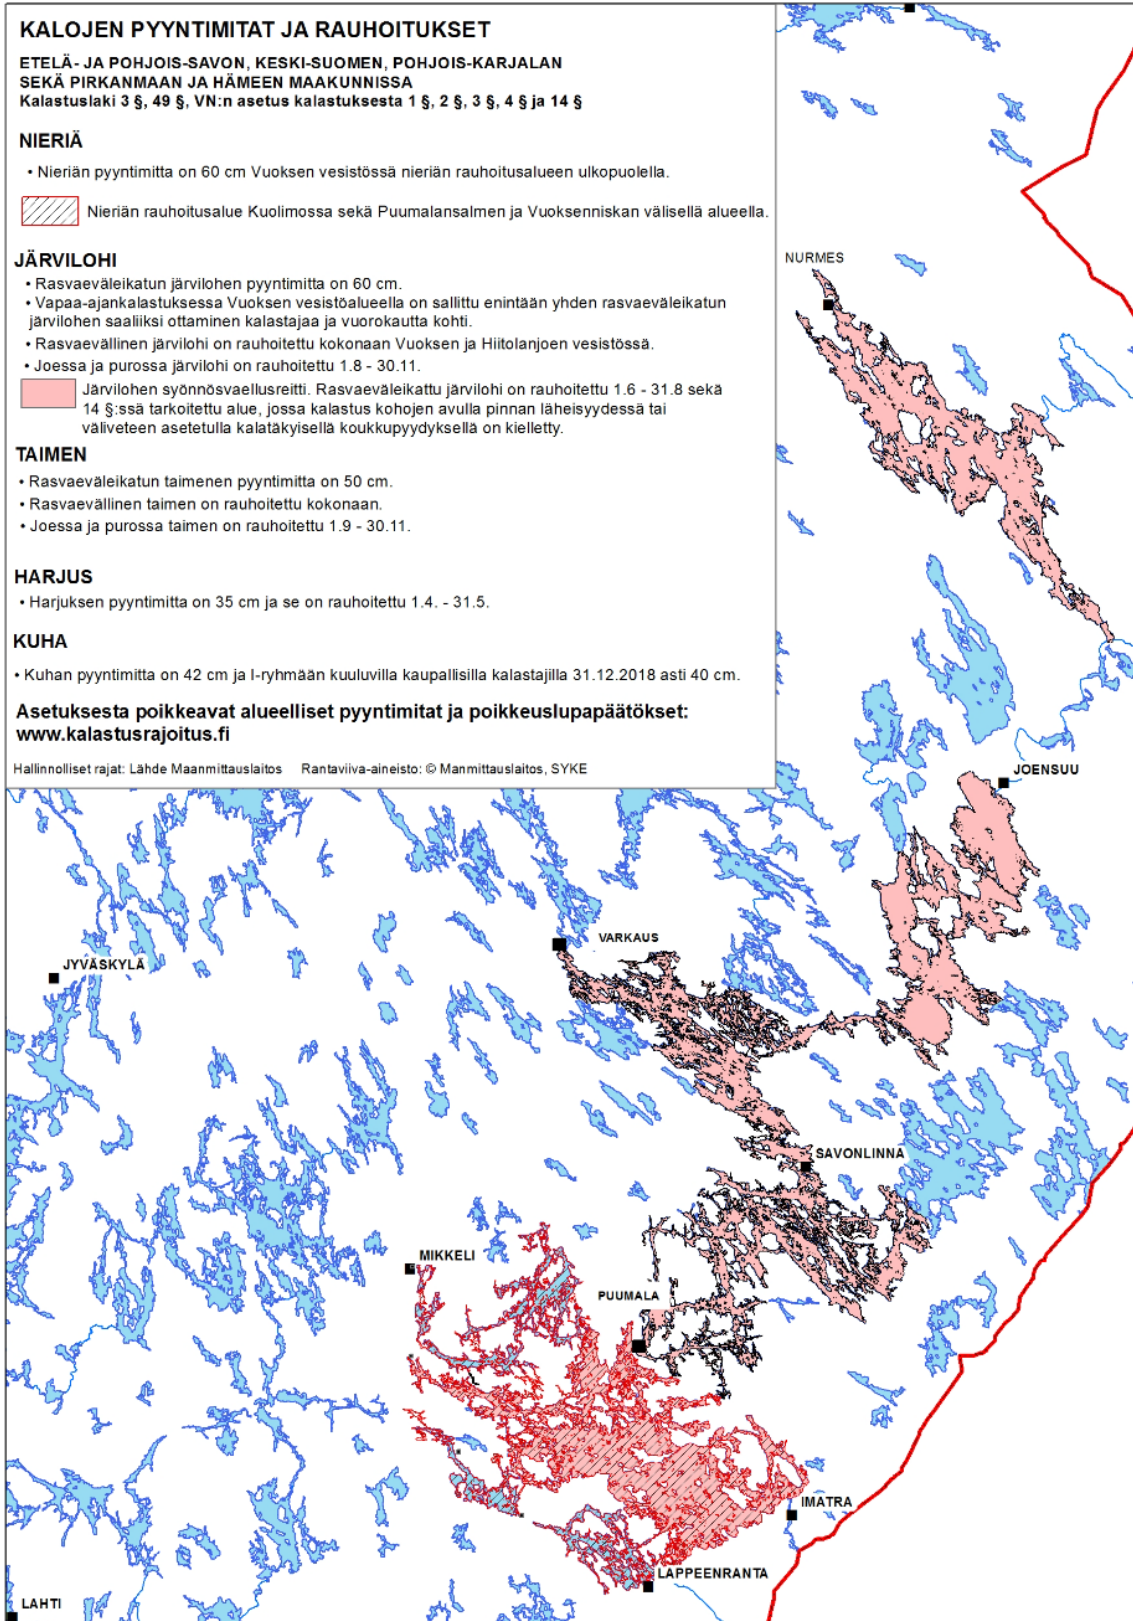 KALOJEN PYYNTIMITAT JA RAUHOITUKSET
ETELÄ- JA POHJOIS-SAVON, KESKI-SUOMEN, POHJOIS-KARJALAN
SEKÄ PIRKANMAAN JA HÄMEEN MAAKUNNISSA
Kalastuslaki 3 §, 49 §, VN:n asetus kalastuksesta 1 §, 2 §, 3 §, 4 § ja 14 §
NIERIÄ
• Nieriän pyyntimitta on 60 cm Vuoksen vesistössä nieriän rauhoitusalueen ulkopuolella.
Nieriän rauhoitusalue Kuolimossa sekä Puumalansalmen ja Vuoksenniskan välisellä alueella.
JÄRVILOHI
• Rasvaeväleikatun järvilohen pyyntimitta on 60 cm.
• Vapaa-ajankalastuksessa Vuoksen vesistöalueella on sallittu enintään yhden rasvaeväleikatun
järvilohen saaliiksi ottaminen kalastajaa ja vuorokautta kohti.
• Rasvaevällinen järvilohi on rauhoitettu kokonaan Vuoksen ja Hiitolanjoen vesistössä.
• Joessa ja purossa järvilohi on rauhoitettu 1.8 - 30.11.
Järvilohen syönnösvaellusreitti. Rasvaeväleikattu järvilohi on rauhoitettu 1.6 - 31.8 sekä
14 §:ssä tarkoitettu alue, jossa kalastus kohojen avulla pinnan läheisyydessä tai
väliveteen asetetulla kalatäkyisellä koukkupyydyksellä on kielletty.
TAIMEN
• Rasvaeväleikatun taimenen pyyntimitta on 50 cm.
• Rasvaevällinen taimen on rauhoitettu kokonaan.
• Joessa ja purossa taimen on rauhoitettu 1.9 - 30.11.
HARJUS
• Harjuksen pyyntimitta on 35 cm ja se on rauhoitettu 1.4. - 31.5.
KUHA
• Kuhan pyyntimitta on 42 cm ja I-ryhmään kuuluvilla kaupallisilla kalastajilla 31.12.2018 asti 40 cm.
Asetuksesta poikkeavat alueelliset pyyntimitat ja poikkeuslupapäätökset:
www.kalastusrajoitus.fi
Hallinnolliset rajat: Lähde Maanmittauslaitos Rantaviiva-aineisto: © Manmittauslaitos, SYKE
NURMES
JOENSUU
VARKAUS
JYVÄSKYLÄ
SAVONLINNA
MIKKELI
PUUMALA
IMATRA
LAPPEENRANTA
LAHTI